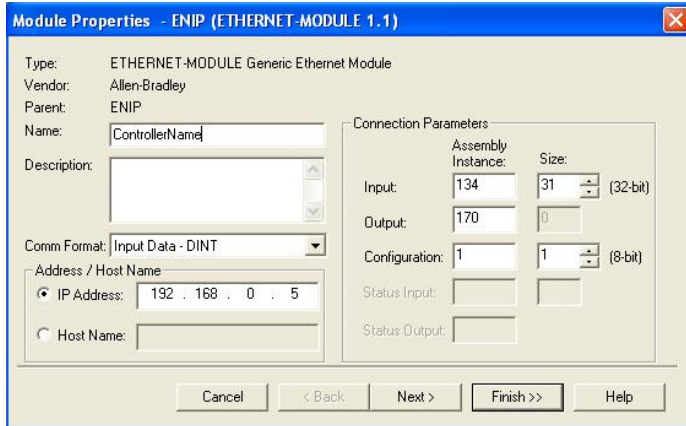 Module Properties - ENIP (ETHERNET-MODULE 1.1)
Type: ETHERNET-MODULE Generic Ethernet Module
Vendor: Allen-Bradley
Parent: ENIP
Name: ControllerName
Description:
Comm Format: Input Data - DINT
Address / Host Name
IP Address: 192 . 168 . 0 . 5
Host Name:
Connection Parameters
Assembly
Instance: Size:
Input: 134 31 (32-bit)
Output: 170 0
Configuration: 1 1 (8-bit)
Status Input:
Status Output:
Cancel < Back Next > Finish >> Help